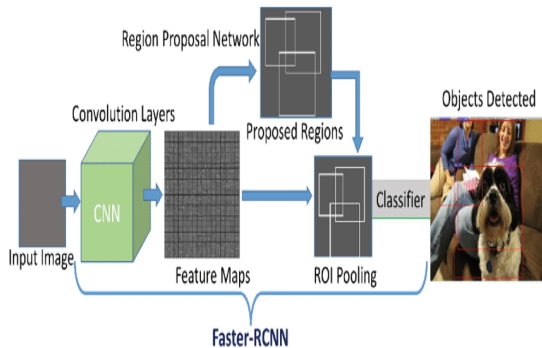 Region Proposal Network
Proposed Regions
Objects Detected
Convolution Layers
CNN
Classifier
Input Image
Feature Maps
ROI Pooling
Faster-RCNN